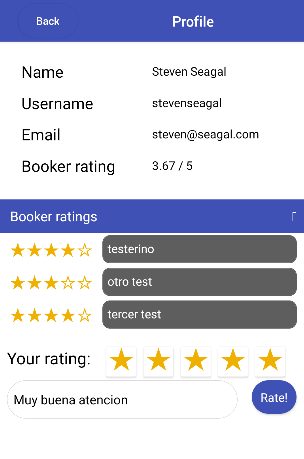 Back
Profile
Name Steven Seagal
Username stevenseagal
Email steven@seagal.com
Booker rating 3.67 / 5
Booker ratings
testerino
otro test
tercer test
Your rating:
Muy buena atencion
Rate!